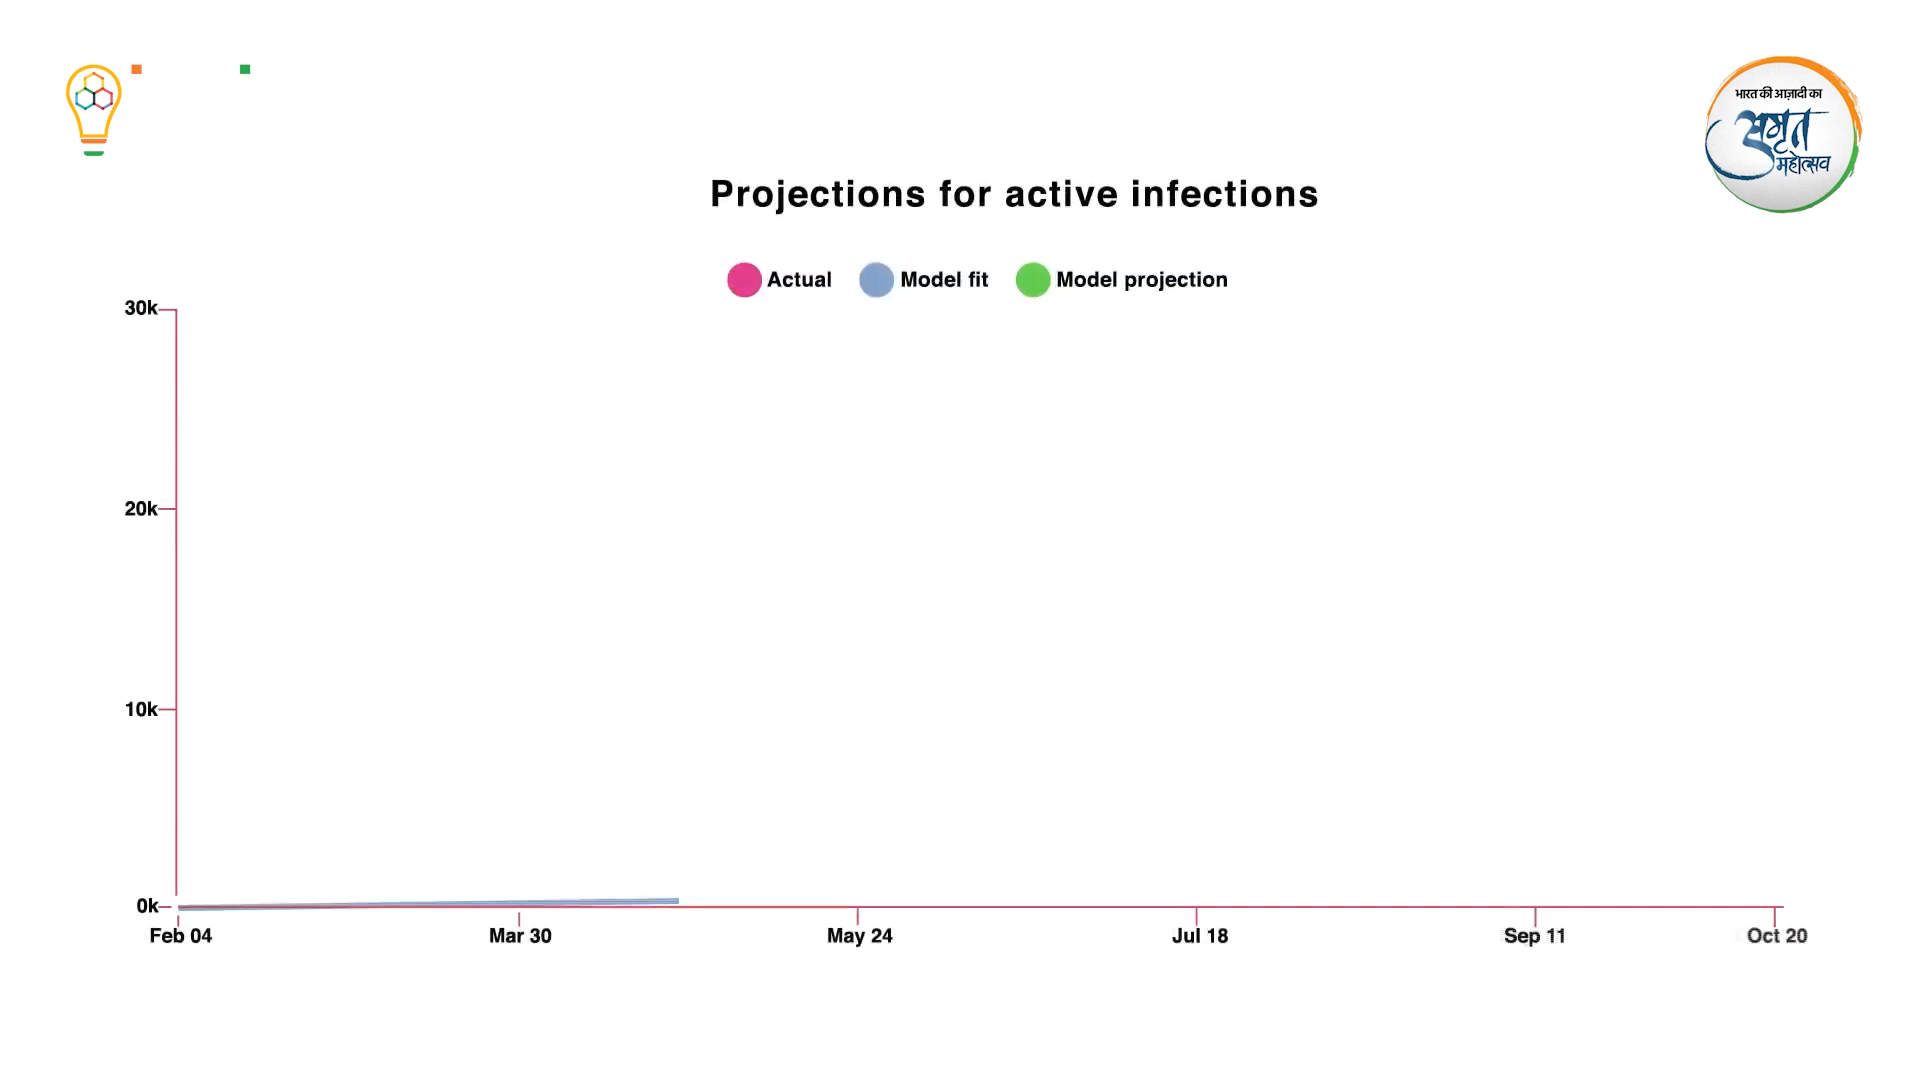 भारत की आज़ादी का
अमृत
महोत्सव
Projections for active infections
Actual Model fit Model projection
30k
20k
10k
0k
Feb 04 Mar 30 May 24 Jul 18 Sep 11 Oct 20